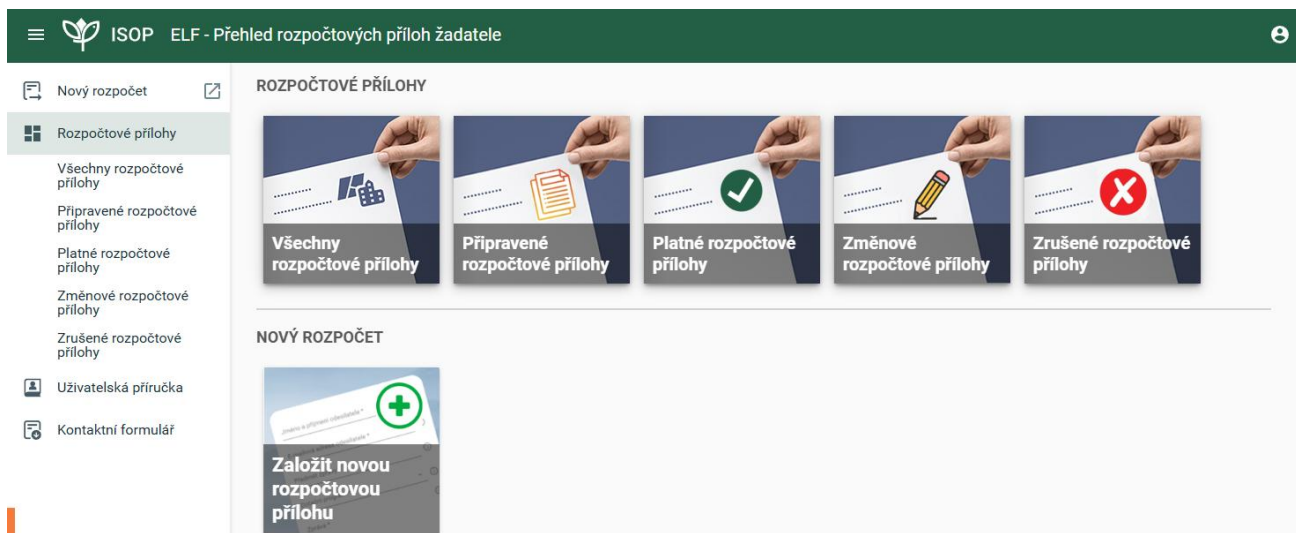 ISOP ELF - Přehled rozpočtových příloh žadatele
Nový rozpočet
Rozpočtové přílohy
Všechny rozpočtové
přílohy
Připravené rozpočtové
přílohy
Platné rozpočtové
přílohy
Změnové rozpočtové
přílohy
Zrušené rozpočtové
přílohy
Uživatelská příručka
Kontaktní formulář
ROZPOČTOVÉ PŘÍLOHY
Všechny
rozpočtové přílohy
Připravené
rozpočtové přílohy
Platné rozpočtové
přílohy
Změnové
rozpočtové přílohy
Zrušené rozpočtové
přílohy
NOVÝ ROZPOČET
Založit novou
rozpočtovou
přílohu